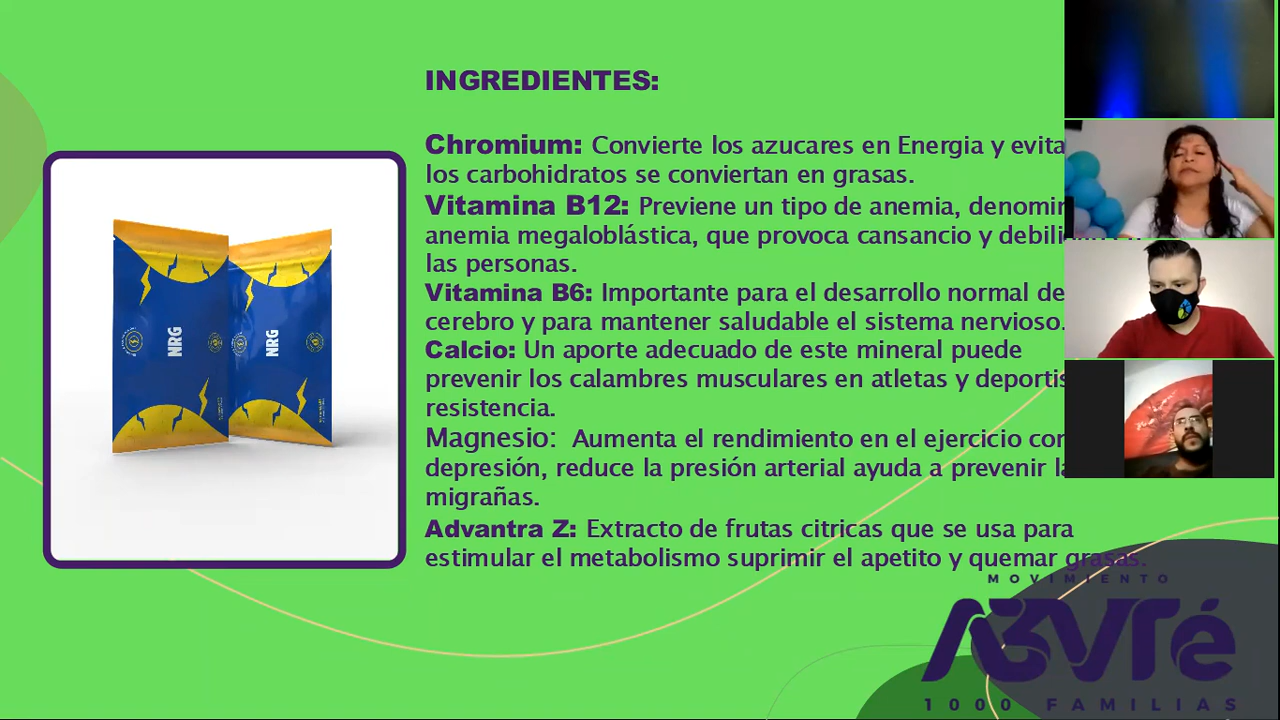 INGREDIENTES:
Chromium: Convierte los azucares en Energia y evita
los carbohidratos se conviertan en grasas.
Vitamina B12: Previene un tipo de anemia,
anemia megaloblástica, que provoca cansancio y
las personas.
Vitamina B6: Importante para el desarrollo normal de
cerebro y para mantener saludable el sistema nervioso.
Calcio: Un aporte adecuado de este mineral puede
prevenir los calambres musculares en atletas y
resistencia.
Magnesio: Aumenta el rendimiento en el ejercicio
depresión, reduce la presión arterial ayuda a prevenir
migrañas.
Advantra Z: Extracto de frutas citricas que se usa para
estimular el metabolismo suprimir el apetito y quemar grasas.
NRG
NRG
MOVIMIENTO
1000 FAMILIAS